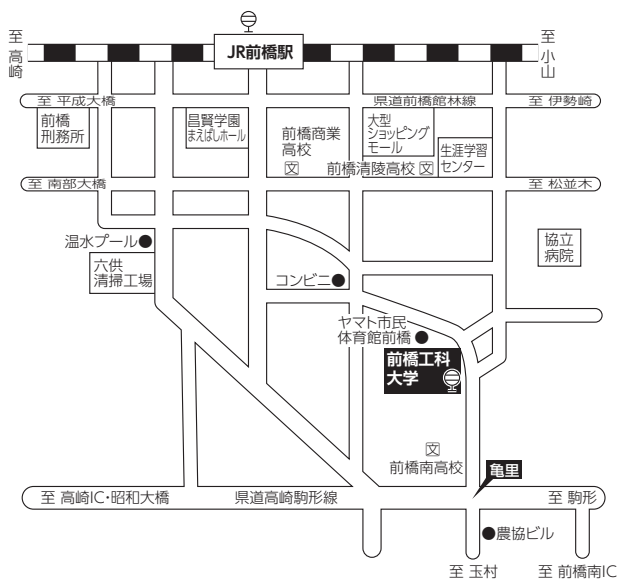 至
高崎
JR前橋駅
至
小山
至 平成大橋
県道前橋館林線
至 伊勢崎
前橋
刑務所
昌賢学園
まえばしホール
前橋商業
高校
文
大型
ショッピング
モール
前橋清陵高校 文
生涯学習
センター
至 南部大橋
至 松並木
温水プール
六供
清掃工場
協立
病院
コンビニ
ヤマト市民
体育館前橋
前橋工科
大学
文
前橋南高校
亀里
至 高崎IC・昭和大橋
県道高崎駒形線
至 駒形
農協ビル
至 玉村
至 前橋南IC